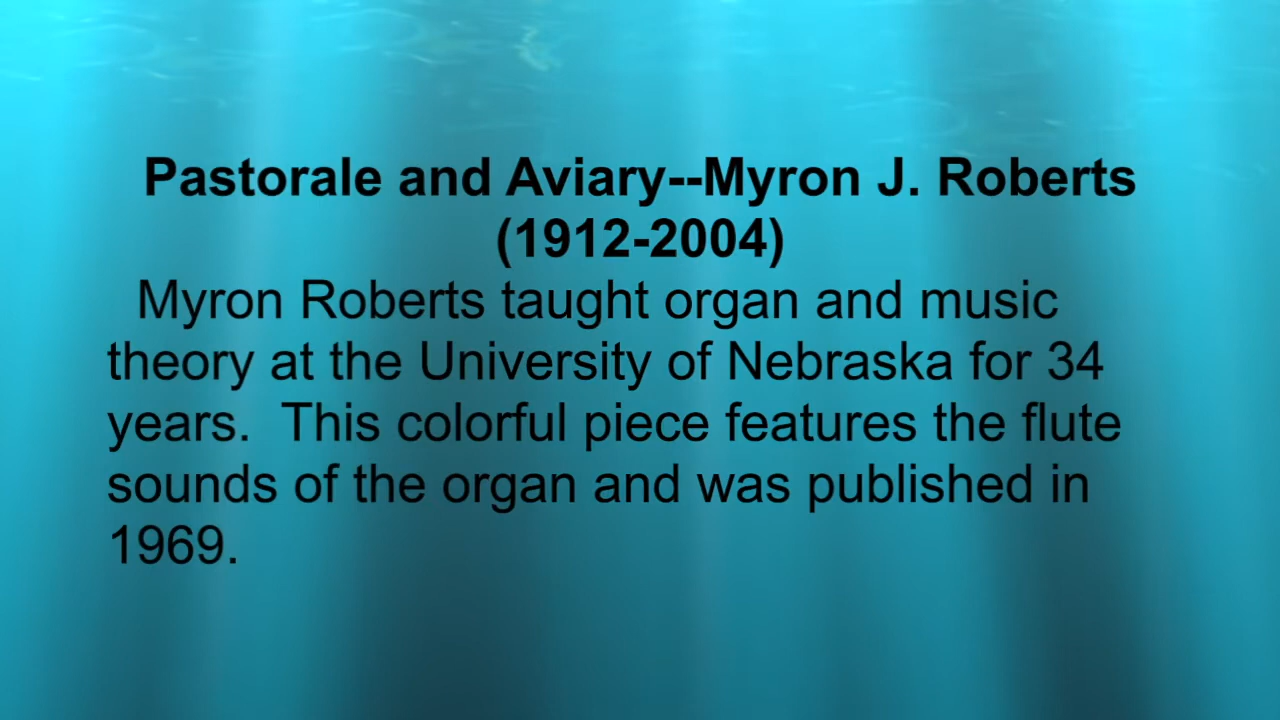 Pastorale and Aviary--Myron J. Roberts
(1912-2004)
Myron Roberts taught organ and music
theory at the University of Nebraska for 34
years.  This colorful piece features the flute
sounds of the organ and was published in
1969.